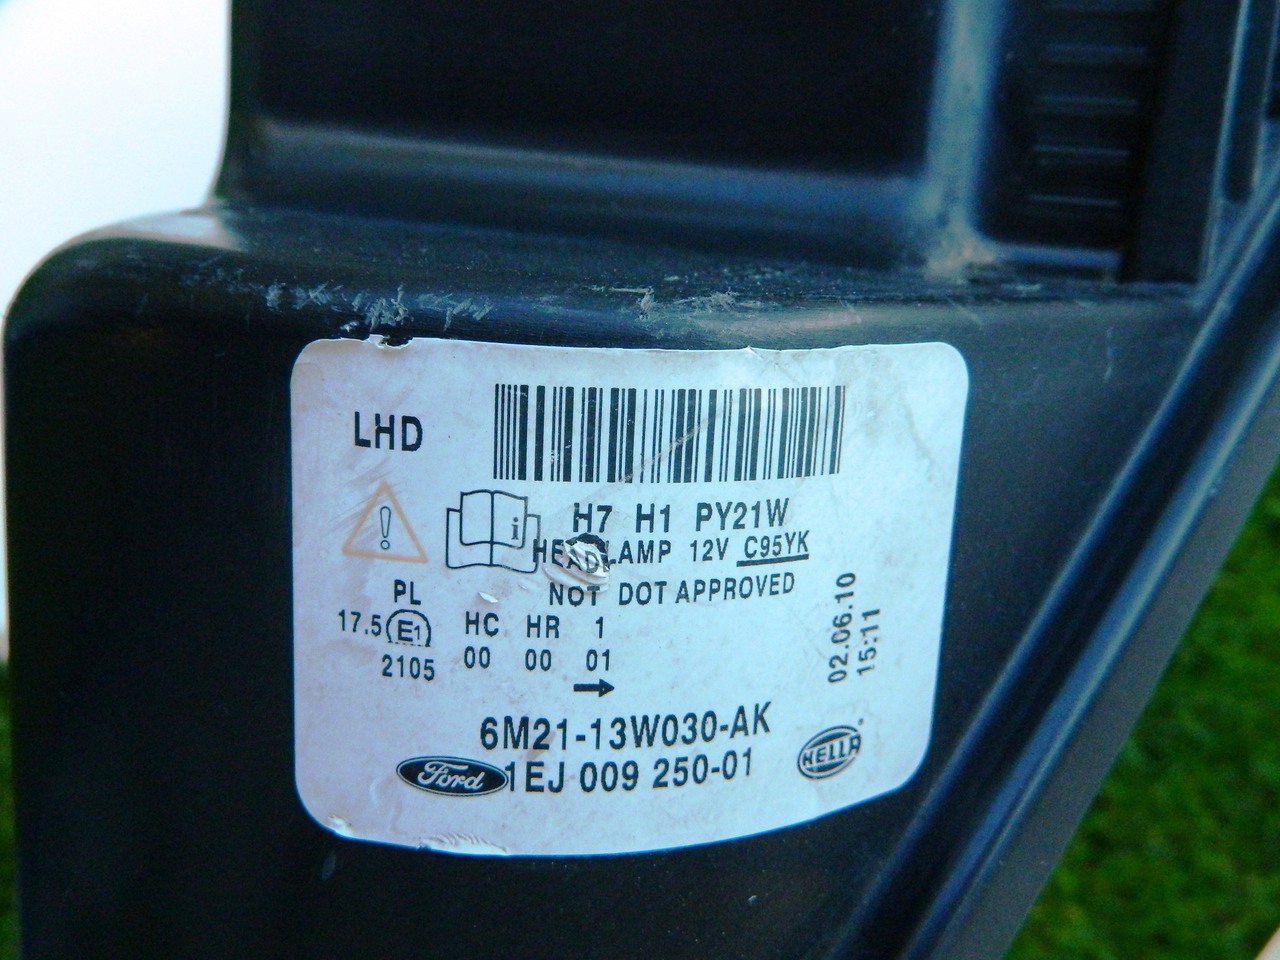 LHD
i
H7 H1 PY21W
HEADLAMP 12V C95YK
NOT DOT APPROVED
PL
17.5 E1 HC HR 1
2105 00 00 01
02.06.10
15:11
6M21-13W030-AK
Ford 1EJ 009 250-01
HELLA